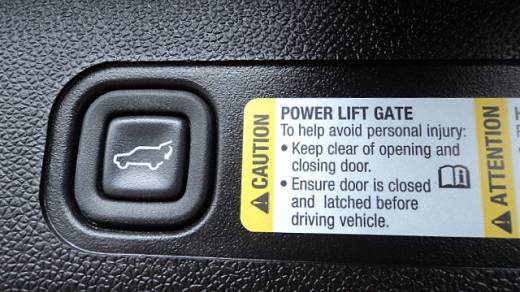 CAUTION
POWER LIFT GATE
To help avoid personal injury:
• Keep clear of opening and
closing door.
• Ensure door is closed
and latched before
driving vehicle.
ATTENTION